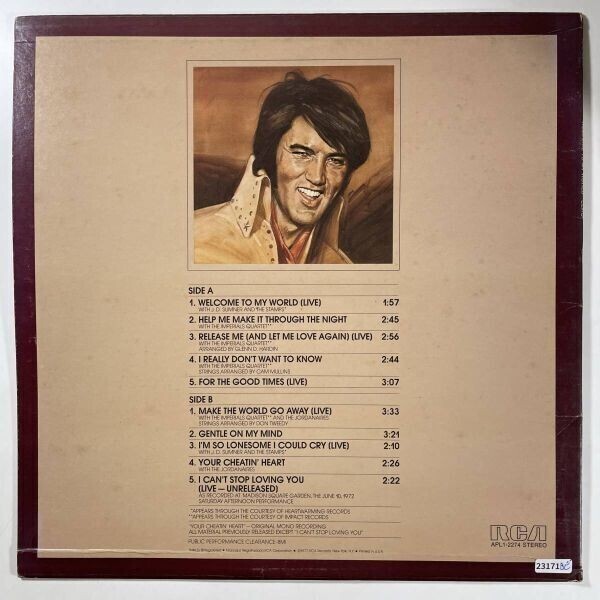 SIDE A
1. WELCOME TO MY WORLD (LIVE) 1:57
WITH J. D. SUMNER AND THE STAMPS*
2. HELP ME MAKE IT THROUGH THE NIGHT 2:45
WITH THE IMPERIALS QUARTET**
3. RELEASE ME (AND LET ME LOVE AGAIN) (LIVE) 2:56
WITH THE IMPERIALS QUARTET**
ARRANGED BY GLENN D. HARDIN
4. I REALLY DON'T WANT TO KNOW 2:44
WITH THE IMPERIALS QUARTET**
STRINGS ARRANGED BY CAM MULLINS
5. FOR THE GOOD TIMES (LIVE) 3:07
SIDE B
1. MAKE THE WORLD GO AWAY (LIVE) 3:33
WITH THE IMPERIALS QUARTET** AND THE JORDANAIRES
STRINGS ARRANGED BY DON TWEEDY
2. GENTLE ON MY MIND 3:21
3. I'M SO LONESOME I COULD CRY (LIVE) 2:10
WITH J. D. SUMNER AND THE STAMPS*
4. YOUR CHEATIN' HEART 2:26
WITH THE JORDANAIRES
5. I CAN'T STOP LOVING YOU 2:22
(LIVE—UNRELEASED)
AS RECORDED AT MADISON SQUARE GARDEN, THE JUNE 10, 1972
SATURDAY AFTERNOON PERFORMANCE
*APPEARS THROUGH THE COURTESY OF HEARTWARMING RECORDS
**APPEARS THROUGH THE COURTESY OF IMPACT RECORDS
"YOUR CHEATIN' HEART"—ORIGINAL MONO RECORDING
ALL MATERIAL PREVIOUSLY RELEASED EXCEPT "I CAN'T STOP LOVING YOU"
PUBLIC PERFORMANCE CLEARANCE-BMI
RCA
APL1-2274 STEREO
23171